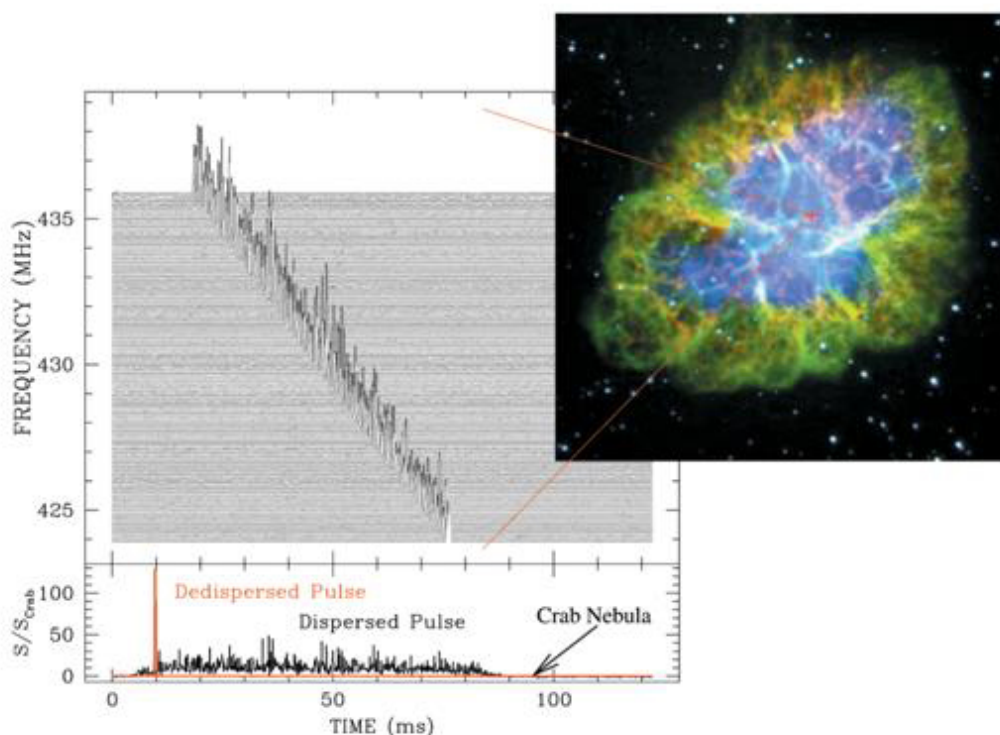 435
430
425
FREQUENCY (MHz)
100
50
0
S/S_Crab
Dedispersed Pulse
Dispersed Pulse
Crab Nebula
0
50
100
TIME (ms)